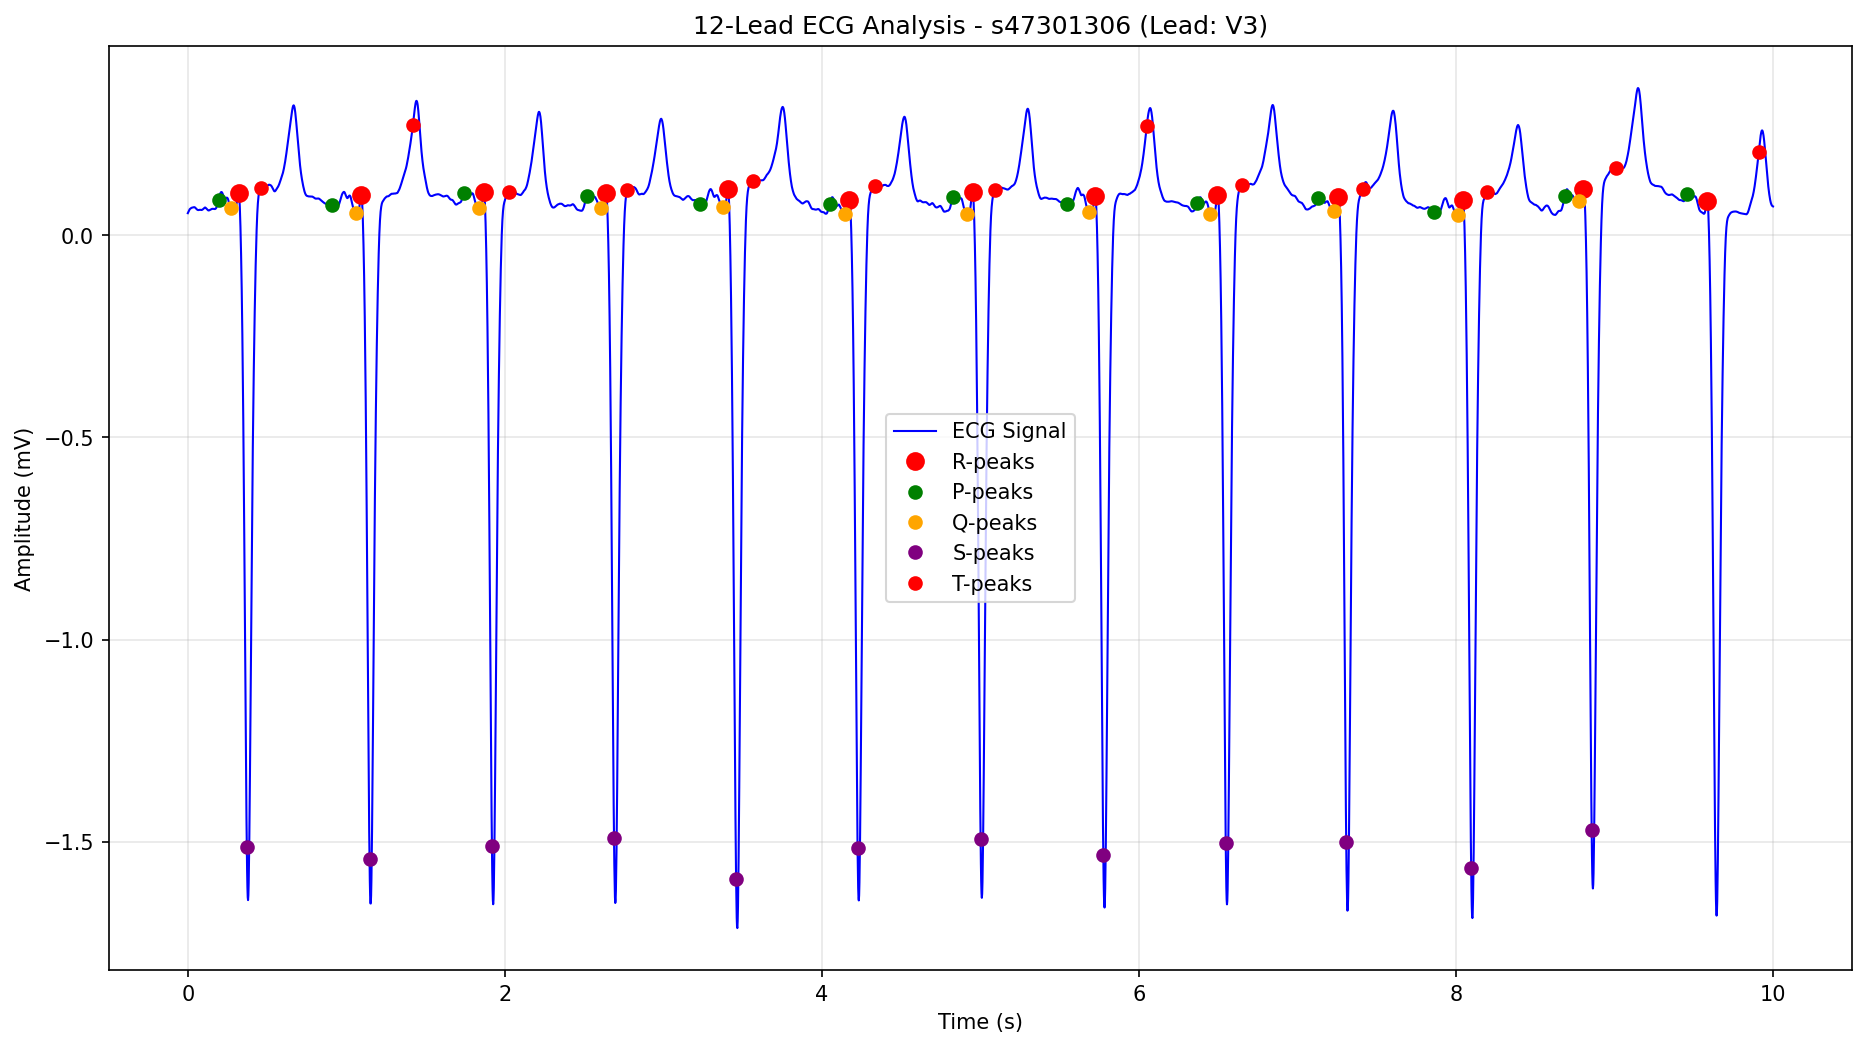 12-Lead ECG Analysis - s47301306 (Lead: V3)
Amplitude (mV)
0.0
−0.5
−1.0
−1.5
ECG Signal
R-peaks
P-peaks
Q-peaks
S-peaks
T-peaks
0 2 4 6 8 10
Time (s)